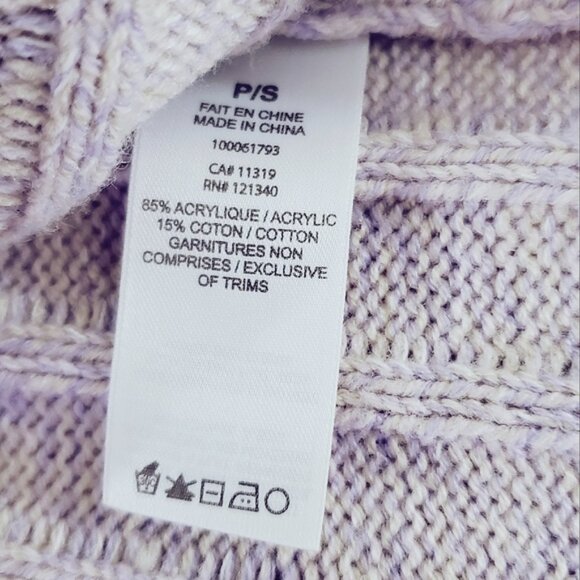 P/S
FAIT EN CHINE
MADE IN CHINA
100061793
CA# 11319
RN# 121340
85% ACRYLIQUE / ACRYLIC
15% COTON / COTTON
GARNITURES NON
COMPRISES / EXCLUSIVE
OF TRIMS